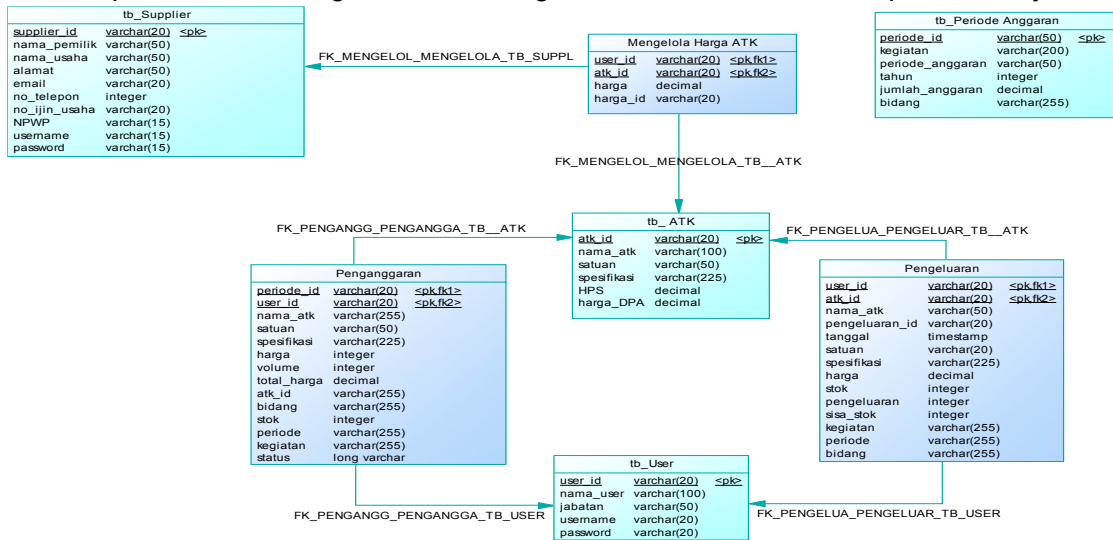 tb_Supplier
supplier_id varchar(20) <pk>
nama_pemilik varchar(50)
nama_usaha varchar(50)
alamat varchar(50)
email varchar(20)
no_telepon integer
no_ijin_usaha varchar(20)
NPWP varchar(15)
username varchar(15)
password varchar(15)
FK_MENGELOL_MENGELOLA_TB_SUPPL
Mengelola Harga ATK
user_id varchar(20) <pk,fk1>
atk_id varchar(20) <pk,fk2>
harga decimal
harga_id varchar(20)
tb_Periode Anggaran
periode_id varchar(50) <pk>
kegiatan varchar(200)
periode_anggaran varchar(50)
tahun integer
jumlah_anggaran decimal
bidang varchar(255)
FK_MENGELOL_MENGELOLA_TB__ATK
FK_PENGANGG_PENGANGGA_TB__ATK
tb_ ATK
atk_id varchar(20) <pk>
nama_atk varchar(100)
satuan varchar(50)
spesifikasi varchar(225)
HPS decimal
harga_DPA decimal
FK_PENGELUA_PENGELUAR_TB__ATK
Penganggaran
periode_id varchar(20) <pk,fk1>
user_id varchar(20) <pk,fk2>
nama_atk varchar(255)
satuan varchar(50)
spesifikasi varchar(225)
harga integer
volume integer
total_harga decimal
atk_id varchar(255)
bidang varchar(255)
stok integer
periode varchar(255)
kegiatan varchar(255)
status long varchar
Pengeluaran
user_id varchar(20) <pk,fk1>
atk_id varchar(20) <pk,fk2>
nama_atk varchar(50)
pengeluaran_id varchar(20)
tanggal timestamp
satuan varchar(20)
spesifikasi varchar(225)
harga decimal
stok integer
pengeluaran integer
sisa_stok integer
kegiatan varchar(255)
periode varchar(255)
bidang varchar(255)
FK_PENGANGG_PENGANGGA_TB_USER
tb_User
user_id varchar(20) <pk>
nama_user varchar(100)
jabatan varchar(50)
username varchar(20)
password varchar(20)
FK_PENGELUA_PENGELUAR_TB_USER